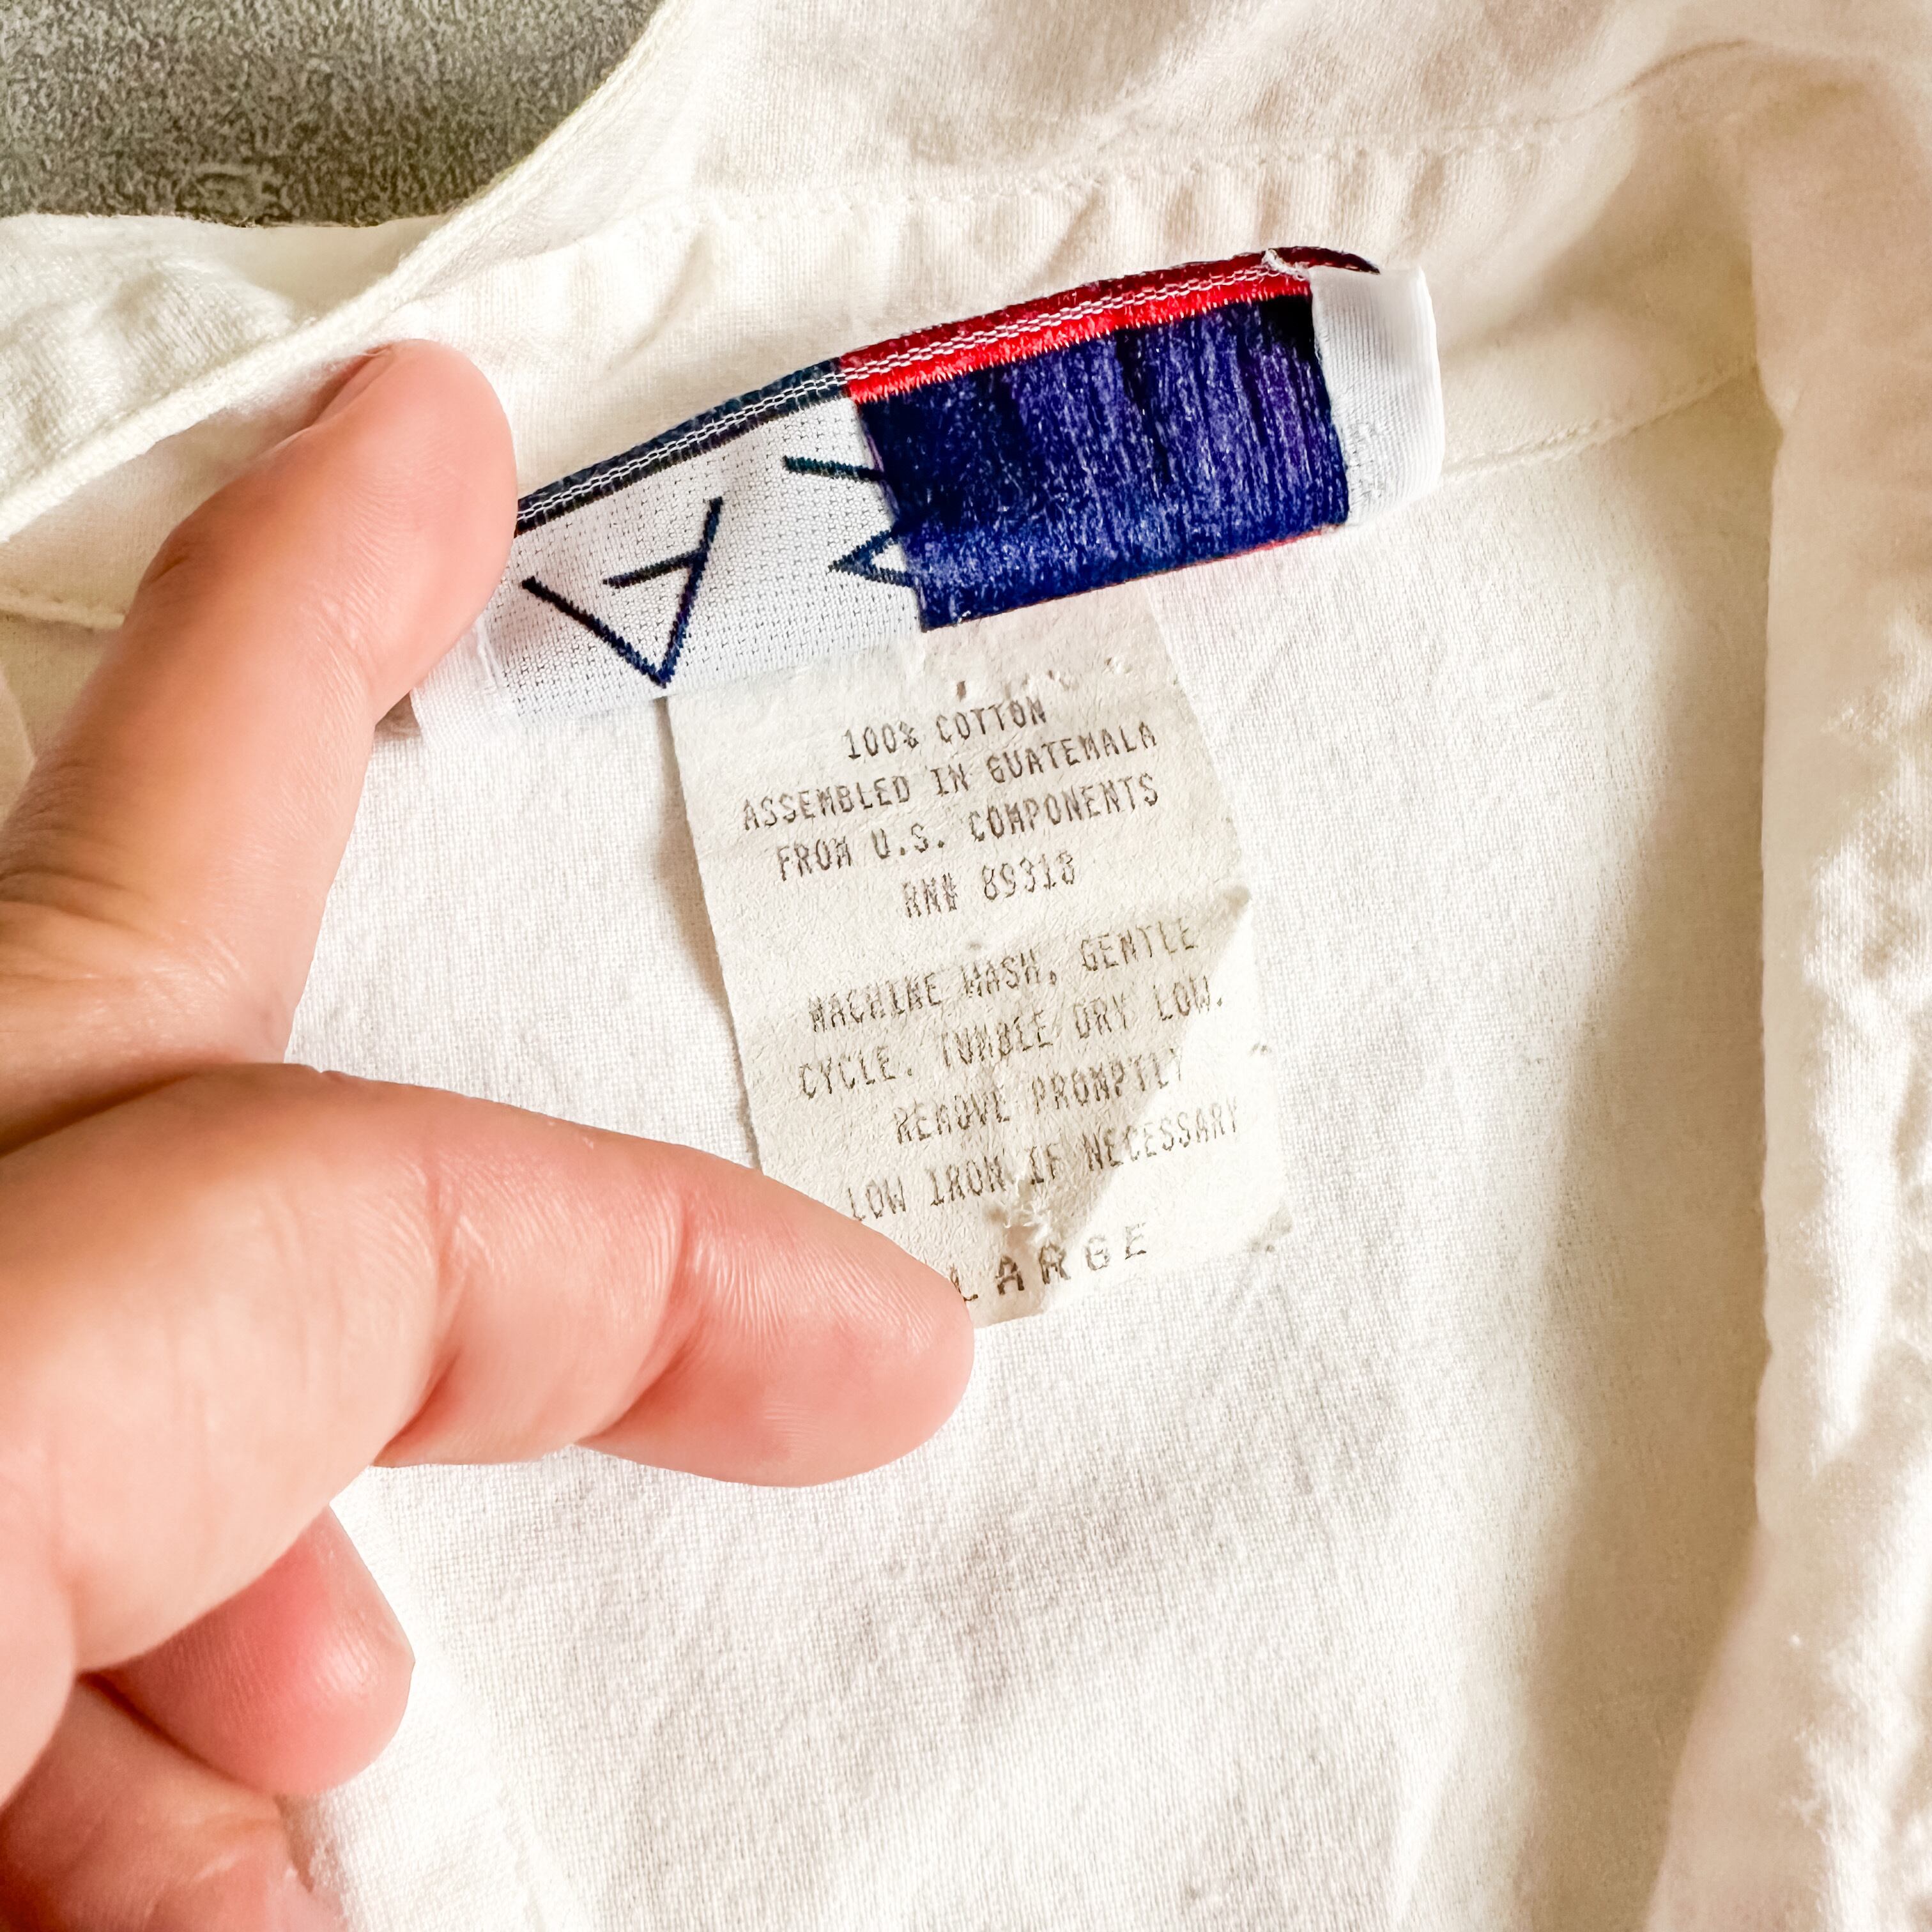 100% COTTON
ASSEMBLED IN GUATEMALA
FROM U.S. COMPONENTS
RN# 89318
MACHINE WASH, GENTLE
CYCLE. TUMBLE DRY LOW.
REMOVE PROMPTLY
LOW IRON IF NECESSARY
LARGE